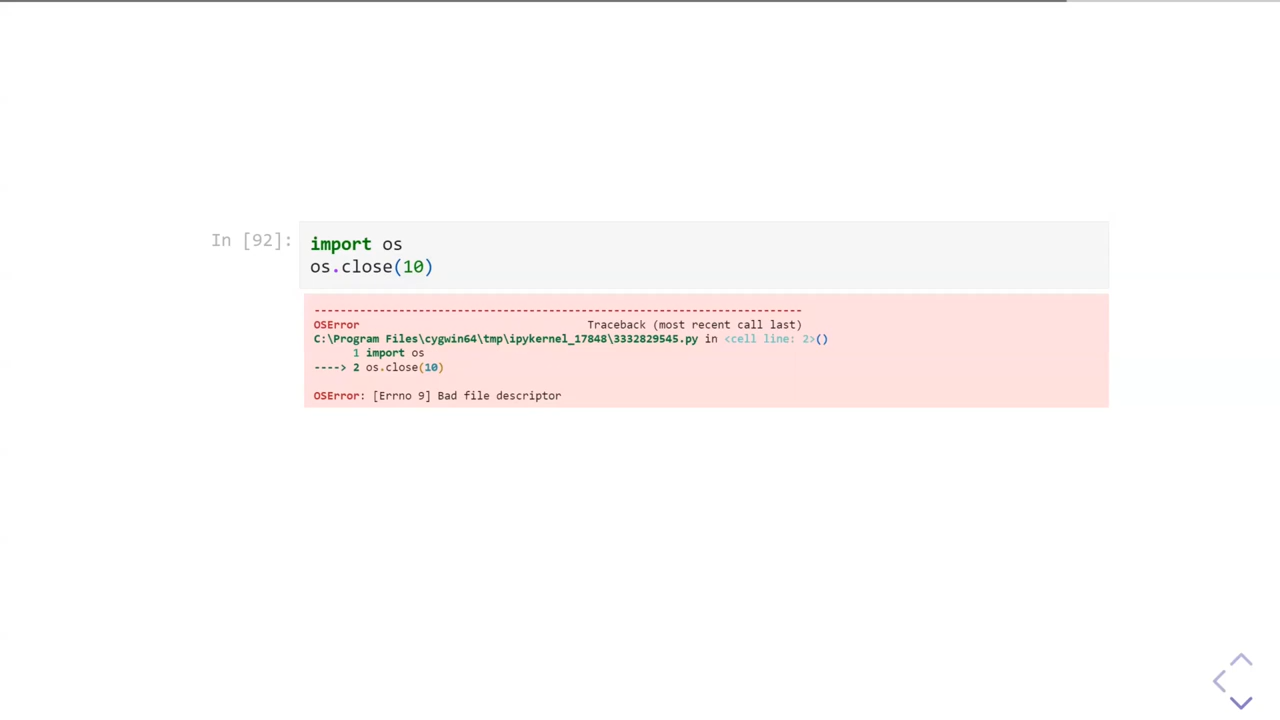 In [92]:
import os
os.close(10)
---------------------------------------------------------------------------
OSError                                   Traceback (most recent call last)
C:\Program Files\cygwin64\tmp\ipykernel_17848\3332829545.py in <cell line: 2>()
      1 import os
----> 2 os.close(10)
OSError: [Errno 9] Bad file descriptor